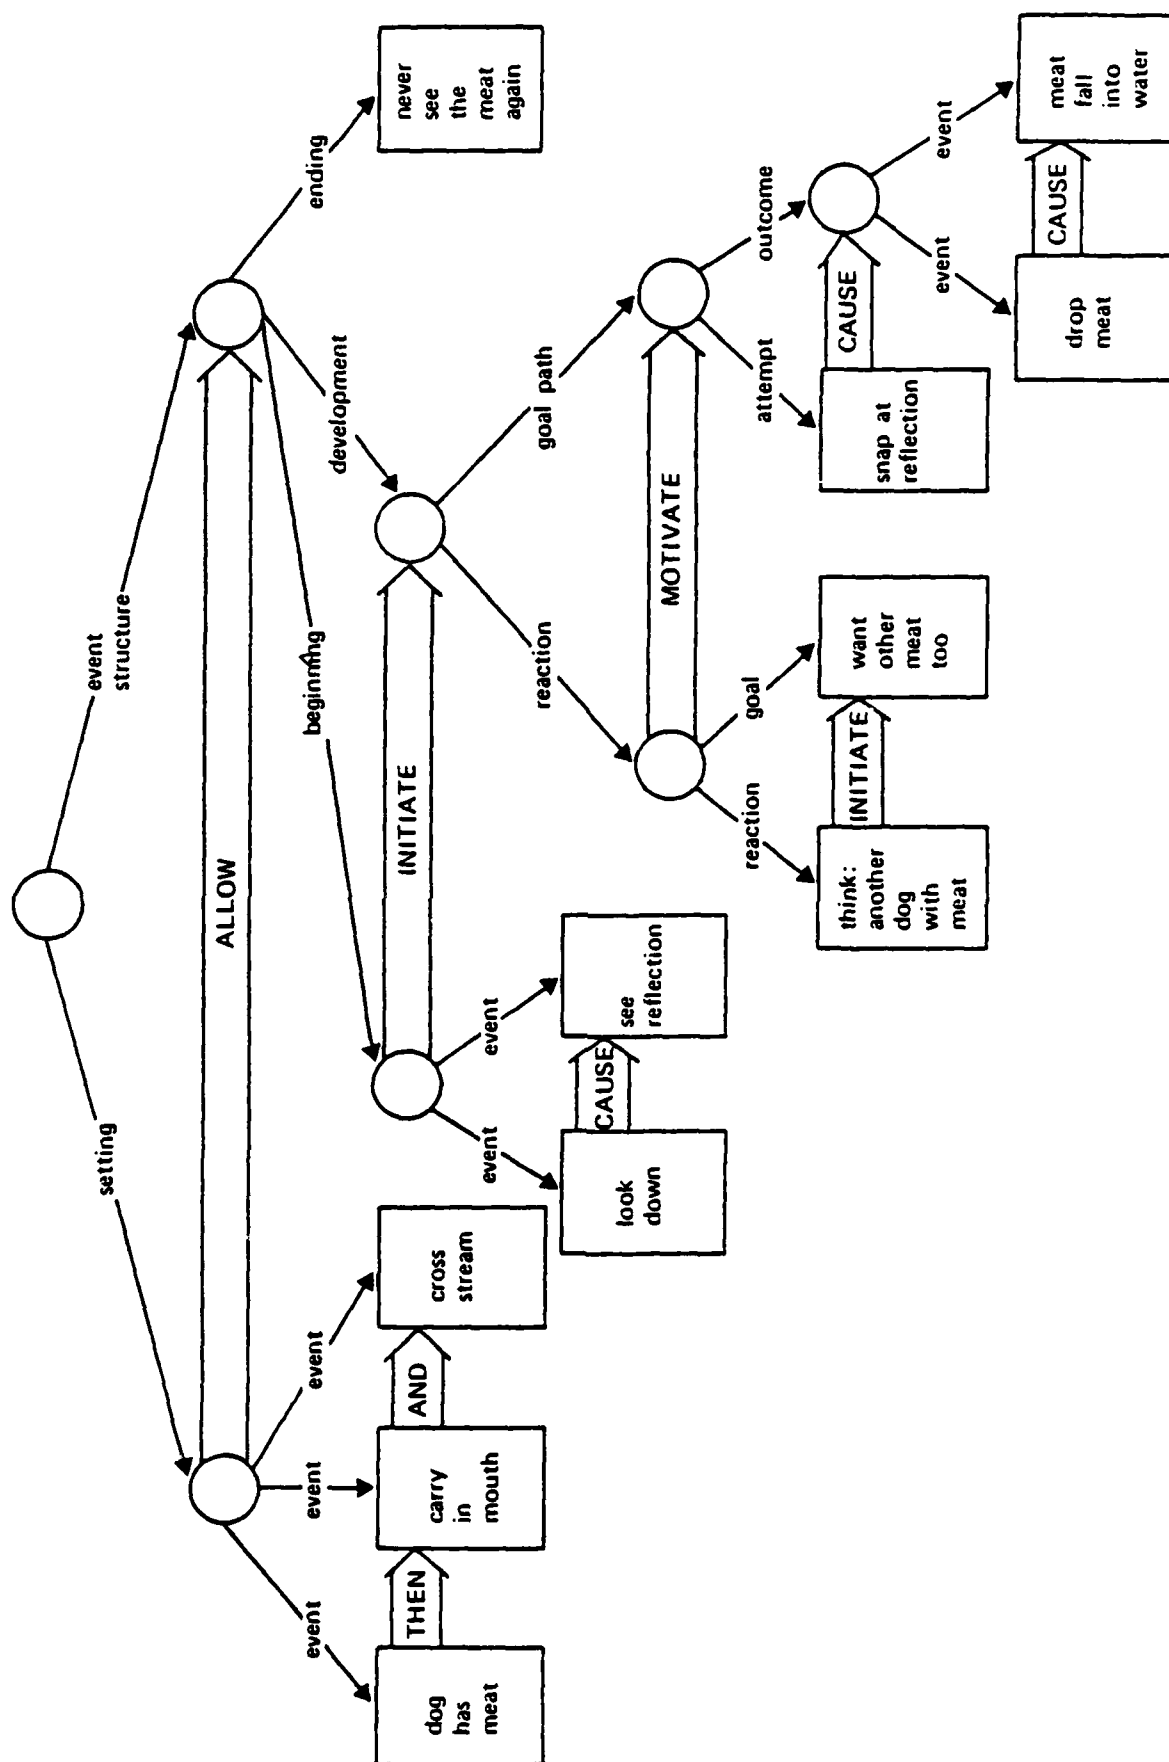 event
structure
setting
ALLOW
ending
development
beginning
event
event
event
dog
has
meat
THEN
carry
in
mouth
AND
cross
stream
INITIATE
never
see
the
meat
again
event
event
reaction
goal path
look
down
CAUSE
see
reflection
MOTIVATE
reaction
goal
attempt
outcome
think:
another
dog
with
meat
INITIATE
want
other
meat
too
snap at
reflection
CAUSE
event
event
drop
meat
CAUSE
meat
fall
into
water